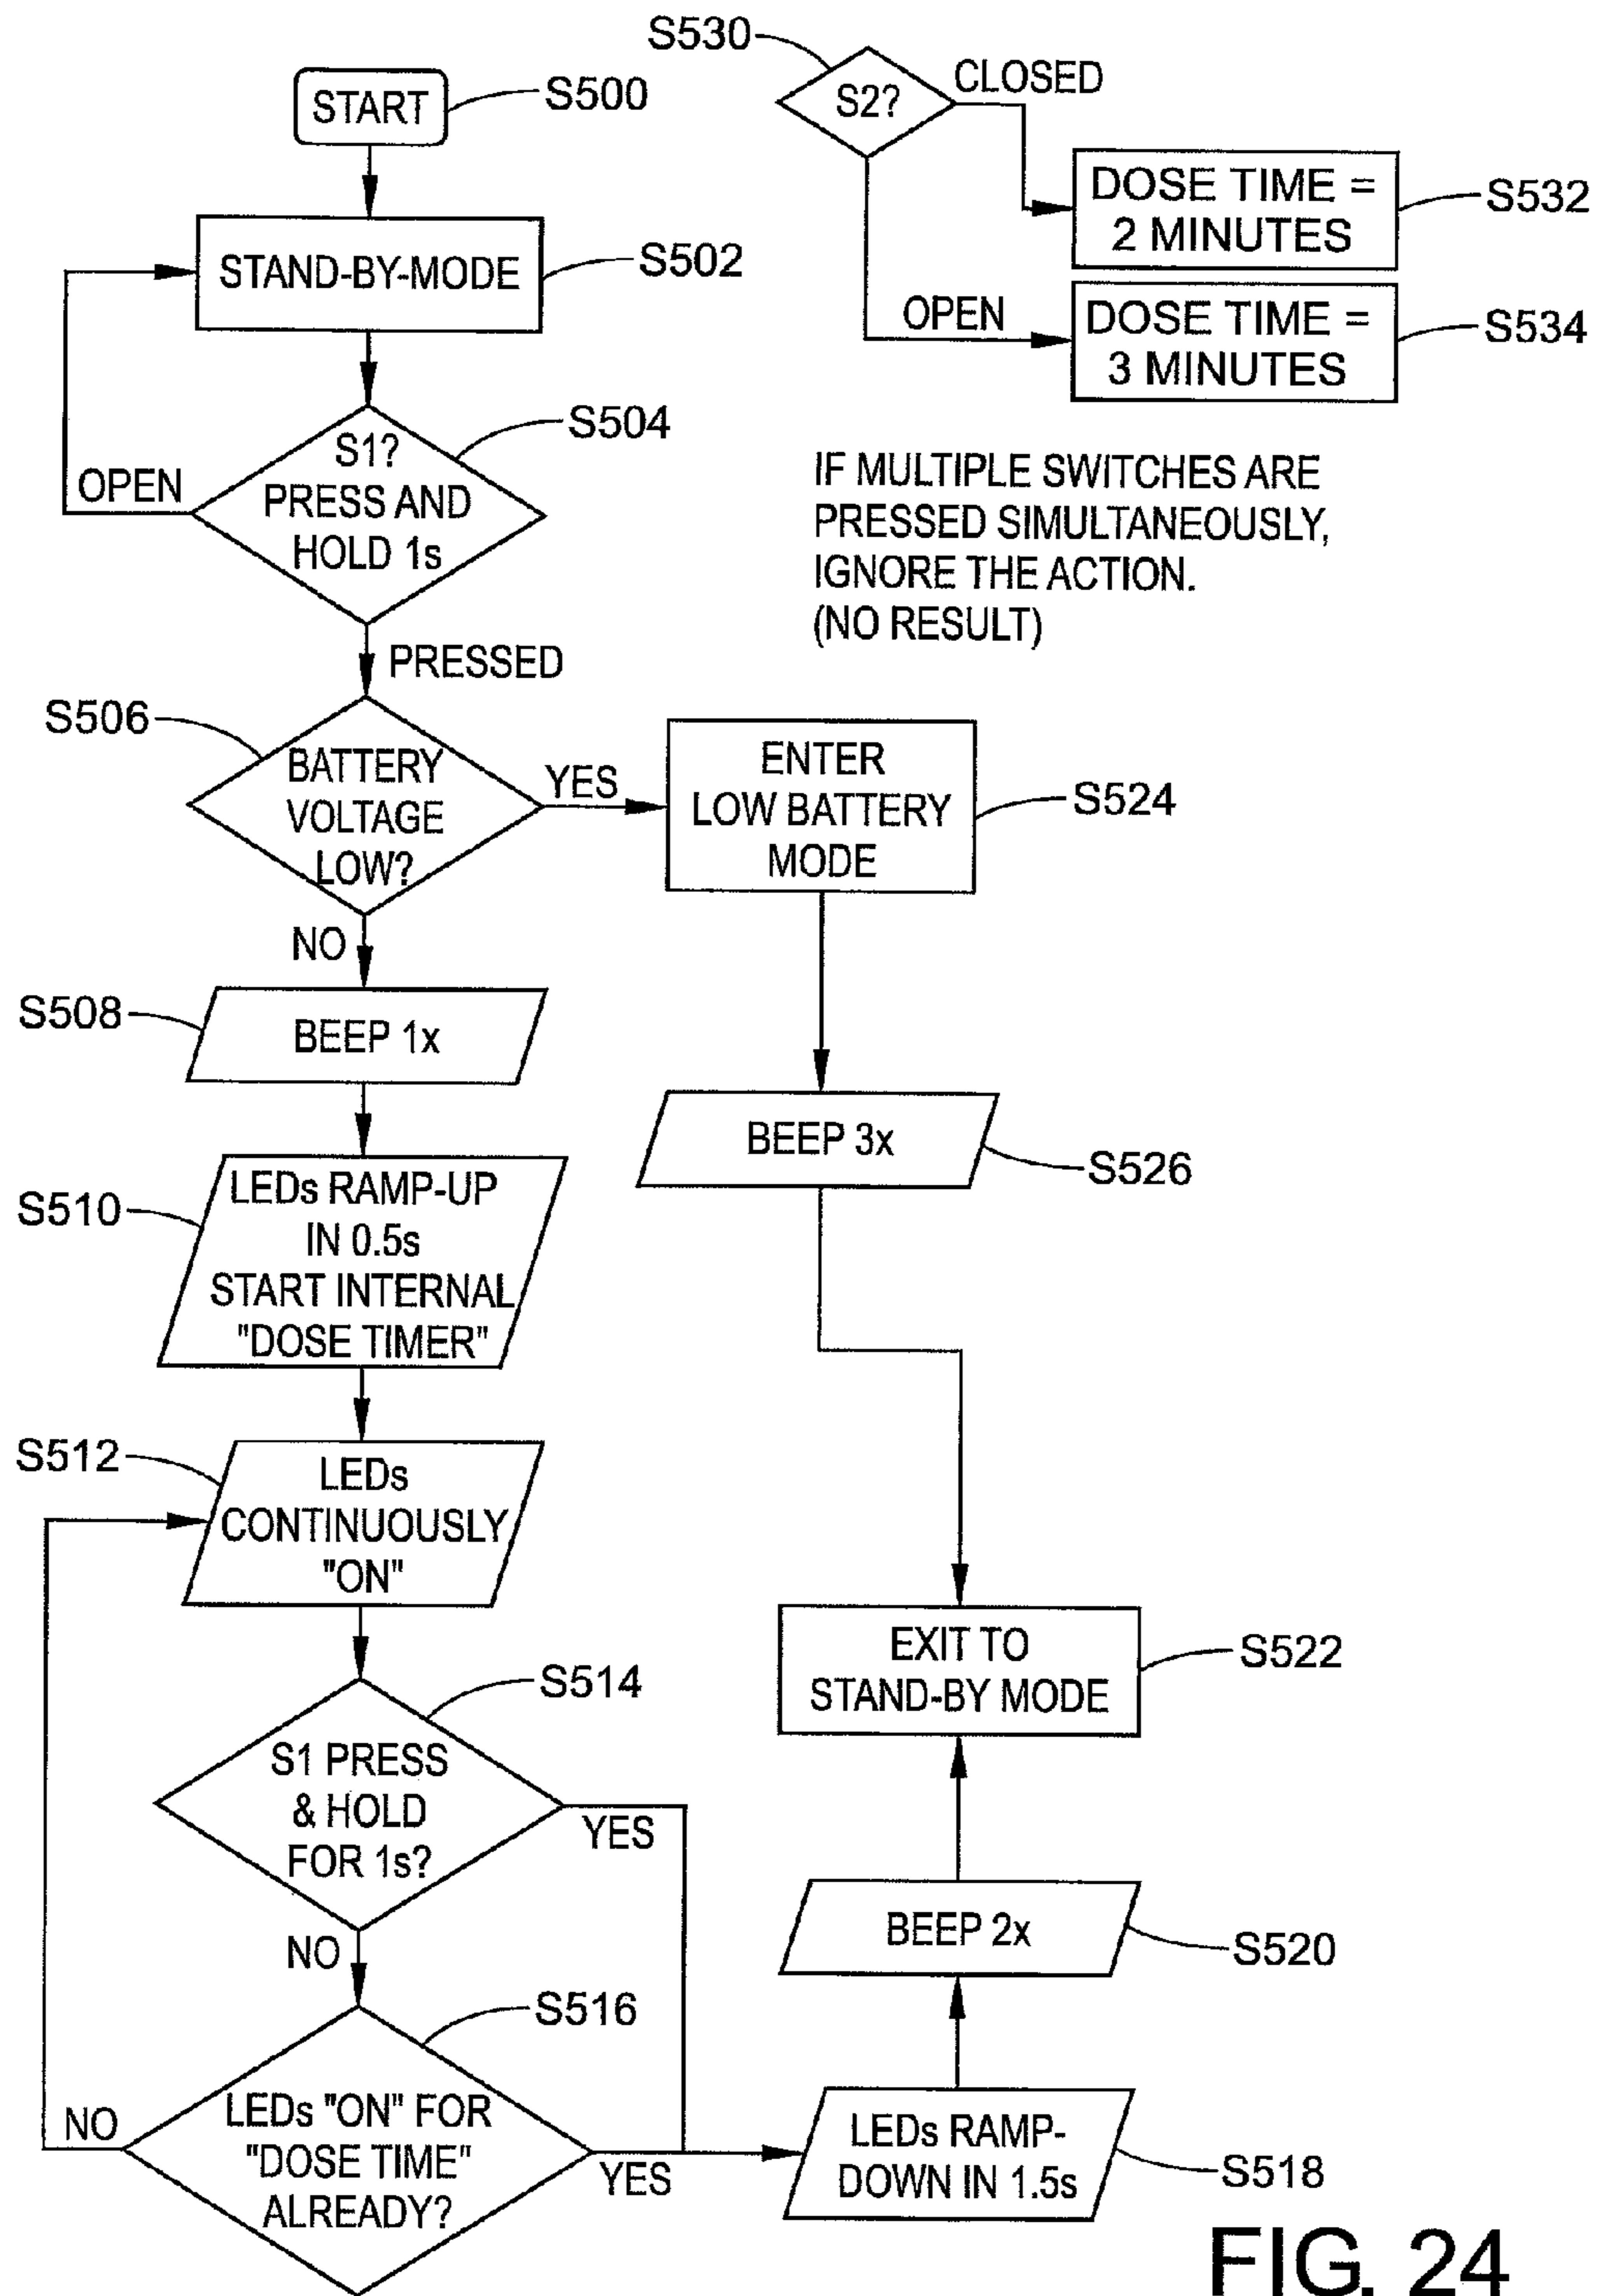 START
S500
STAND-BY-MODE
S502
S1?
PRESS AND
HOLD 1s
S504
OPEN
PRESSED
S506
BATTERY
VOLTAGE
LOW?
YES
NO
ENTER
LOW BATTERY
MODE
S524
S508
BEEP 1x
BEEP 3x
S526
S510
LEDs RAMP-UP
IN 0.5s
START INTERNAL
"DOSE TIMER"
S512
LEDs
CONTINUOUSLY
"ON"
S514
S1 PRESS
& HOLD
FOR 1s?
YES
NO
S516
LEDs "ON" FOR
"DOSE TIME"
ALREADY?
NO
YES
LEDs RAMP-
DOWN IN 1.5s
S518
BEEP 2x
S520
EXIT TO
STAND-BY MODE
S522
S530
S2?
CLOSED
DOSE TIME =
2 MINUTES
S532
OPEN
DOSE TIME =
3 MINUTES
S534
IF MULTIPLE SWITCHES ARE
PRESSED SIMULTANEOUSLY,
IGNORE THE ACTION.
(NO RESULT)
FIG. 24